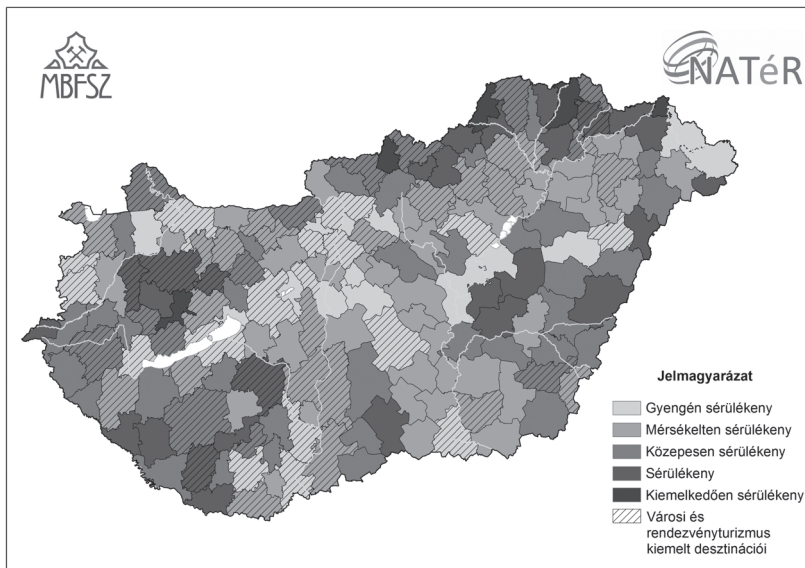 MBFSZ
NATéR
Jelmagyarázat
Gyengén sérülékeny
Mérsékelten sérülékeny
Közepesen sérülékeny
Sérülékeny
Kiemelkedően sérülékeny
Városi és
rendezvényturizmus
kiemelt desztinációi